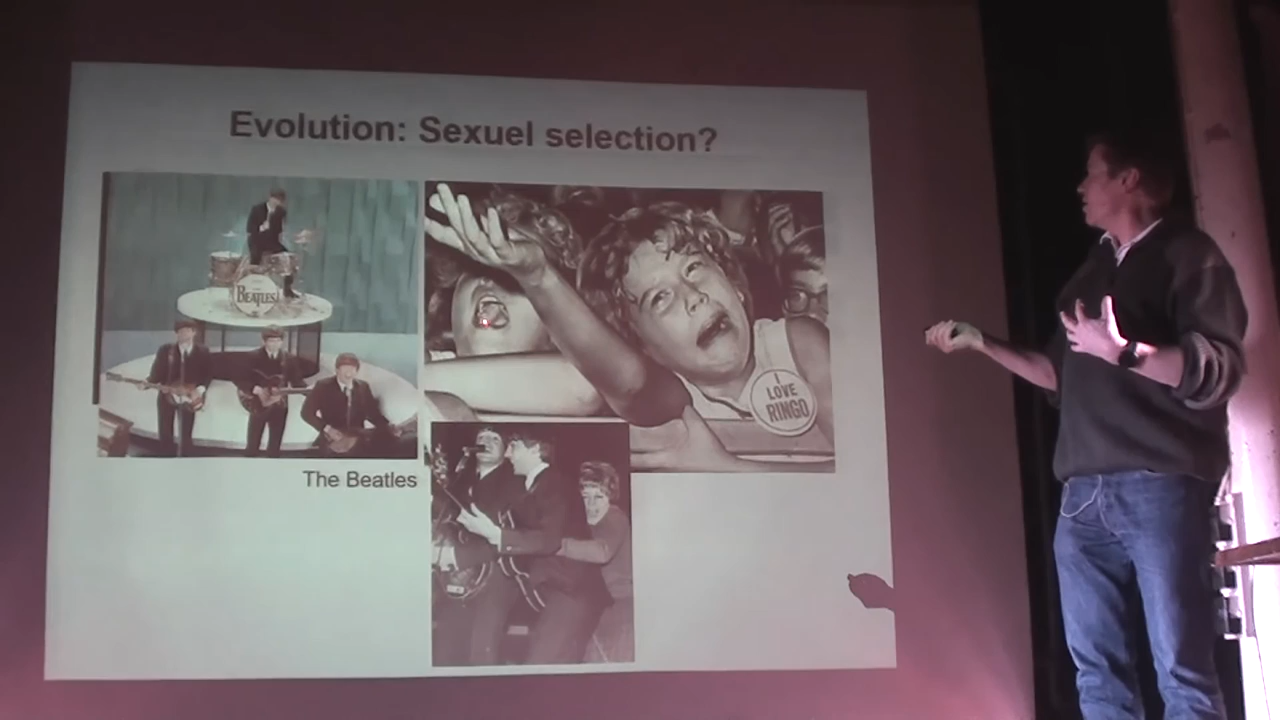 Evolution: Sexuel selection?
BEATLES
I
LOVE
RINGO
The Beatles